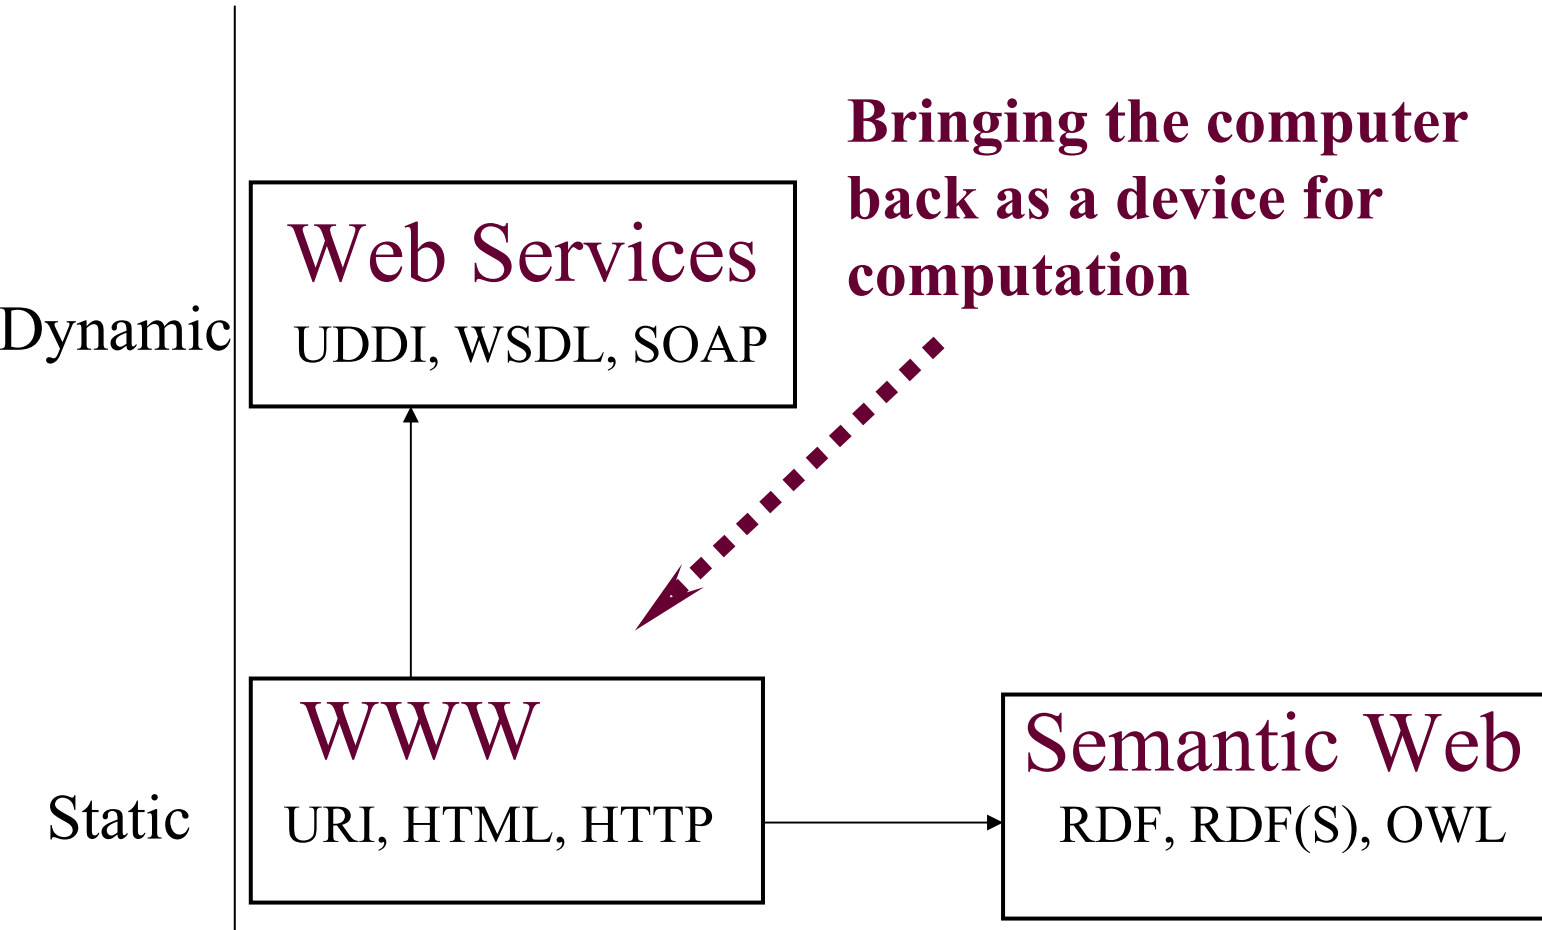 Bringing the computer
back as a device for
computation
Web Services
UDDI, WSDL, SOAP
Dynamic
WWW
URI, HTML, HTTP
Static
Semantic Web
RDF, RDF(S), OWL